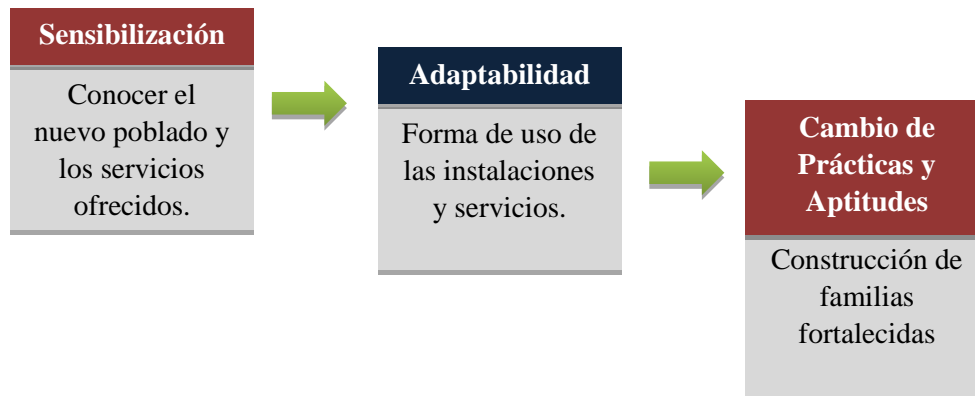 Sensibilización
Conocer el
nuevo poblado y
los servicios
ofrecidos.
Adaptabilidad
Forma de uso de
las instalaciones
y servicios.
Cambio de
Prácticas y
Aptitudes
Construcción de
familias
fortalecidas